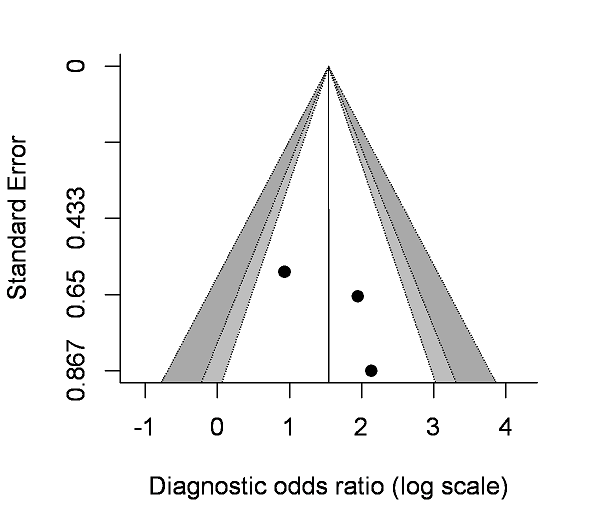 Standard Error
0
0.433
0.65
0.867
-1 0 1 2 3 4
Diagnostic odds ratio (log scale)